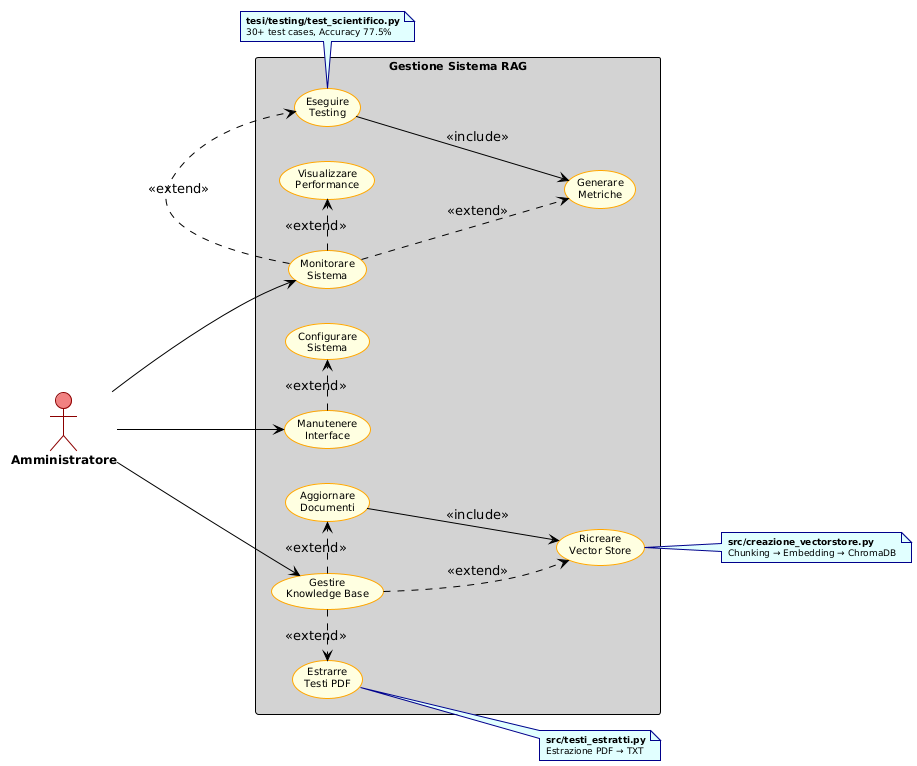 tesi/testing/test_scientifico.py
30+ test cases, Accuracy 77.5%
Gestione Sistema RAG
Eseguire
Testing
«include»
Visualizzare
Performance
Generare
Metriche
«extend»
«extend»
«extend»
Monitorare
Sistema
Configurare
Sistema
«extend»
Manutenere
Interface
Amministratore
Aggiornare
Documenti
«include»
Ricreare
Vector Store
src/creazione_vectorstore.py
Chunking → Embedding → ChromaDB
«extend»
«extend»
Gestire
Knowledge Base
«extend»
Estrarre
Testi PDF
src/testi_estratti.py
Estrazione PDF → TXT